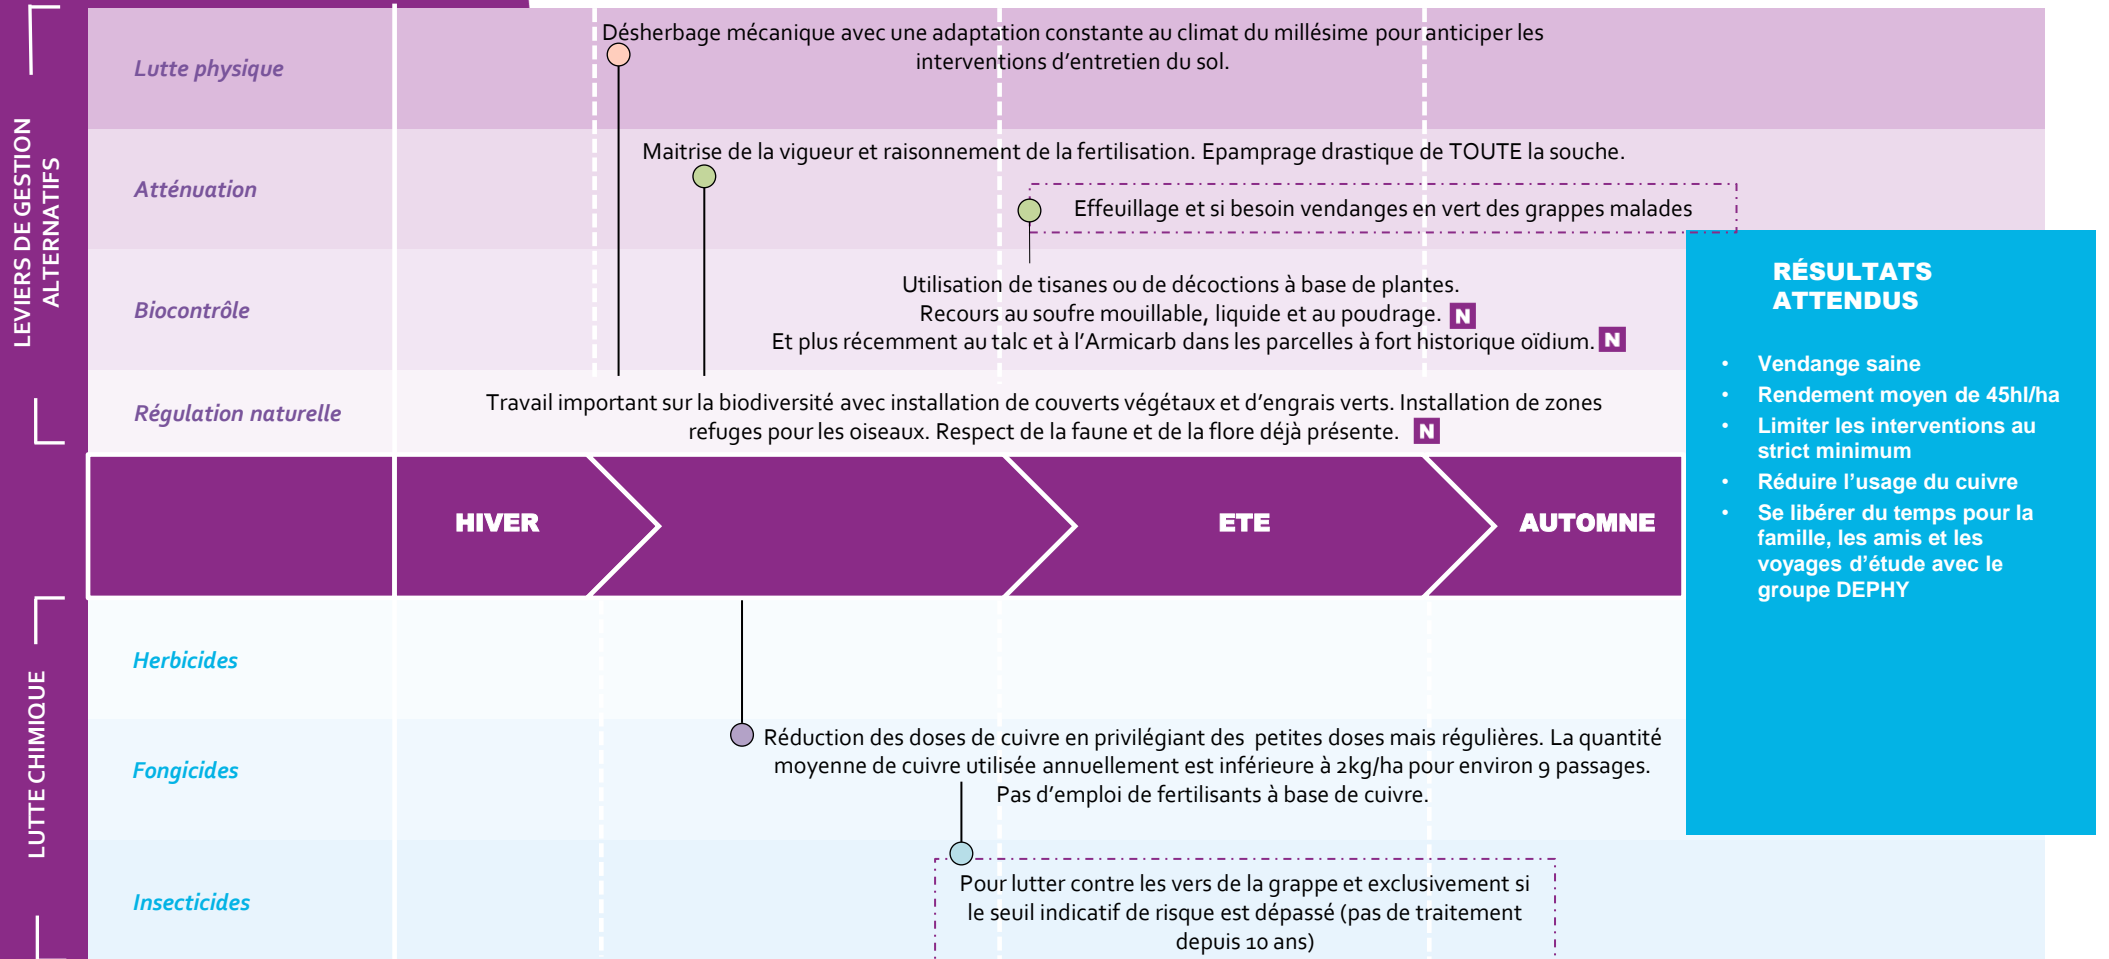 LEVIERS DE GESTION
ALTERNATIFS
Lutte physique
Désherbage mécanique avec une adaptation constante au climat du millésime pour anticiper les
interventions d'entretien du sol.
Atténuation
Maitrise de la vigueur et raisonnement de la fertilisation. Epamprage drastique de TOUTE la souche.
Effeuillage et si besoin vendanges en vert des grappes malades
Biocontrôle
Utilisation de tisanes ou de décoctions à base de plantes.
Recours au soufre mouillable, liquide et au poudrage. N
Et plus récemment au talc et à l'Armicarb dans les parcelles à fort historique oïdium. N
Régulation naturelle
Travail important sur la biodiversité avec installation de couverts végétaux et d'engrais verts. Installation de zones
refuges pour les oiseaux. Respect de la faune et de la flore déjà présente. N
HIVER
ETE
AUTOMNE
RÉSULTATS
ATTENDUS
• Vendange saine
• Rendement moyen de 45hl/ha
• Limiter les interventions au
strict minimum
• Réduire l'usage du cuivre
• Se libérer du temps pour la
famille, les amis et les
voyages d'étude avec le
groupe DEPHY
LUTTE CHIMIQUE
Herbicides
Fongicides
Réduction des doses de cuivre en privilégiant des petites doses mais régulières. La quantité
moyenne de cuivre utilisée annuellement est inférieure à 2kg/ha pour environ 9 passages.
Pas d'emploi de fertilisants à base de cuivre.
Insecticides
Pour lutter contre les vers de la grappe et exclusivement si
le seuil indicatif de risque est dépassé (pas de traitement
depuis 10 ans)